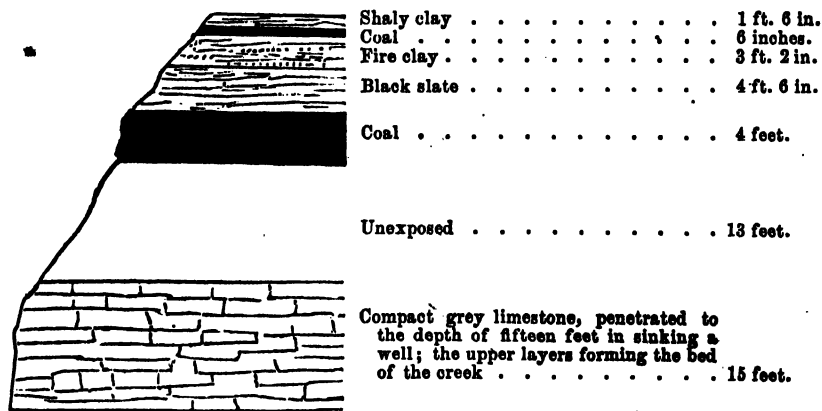 Shaly clay . . . . . . . . . . . 1 ft. 6 in.
Coal . . . . . . . . . . . . 6 inches.
Fire clay . . . . . . . . . . . . 3 ft. 2 in.
Black slate . . . . . . . . . . . 4 ft. 6 in.
Coal . . . . . . . . . . . . . 4 feet.
Unexposed . . . . . . . . . . 13 feet.
Compact grey limestone, penetrated to
the depth of fifteen feet in sinking a
well; the upper layers forming the bed
of the creek . . . . . . . . . 15 feet.